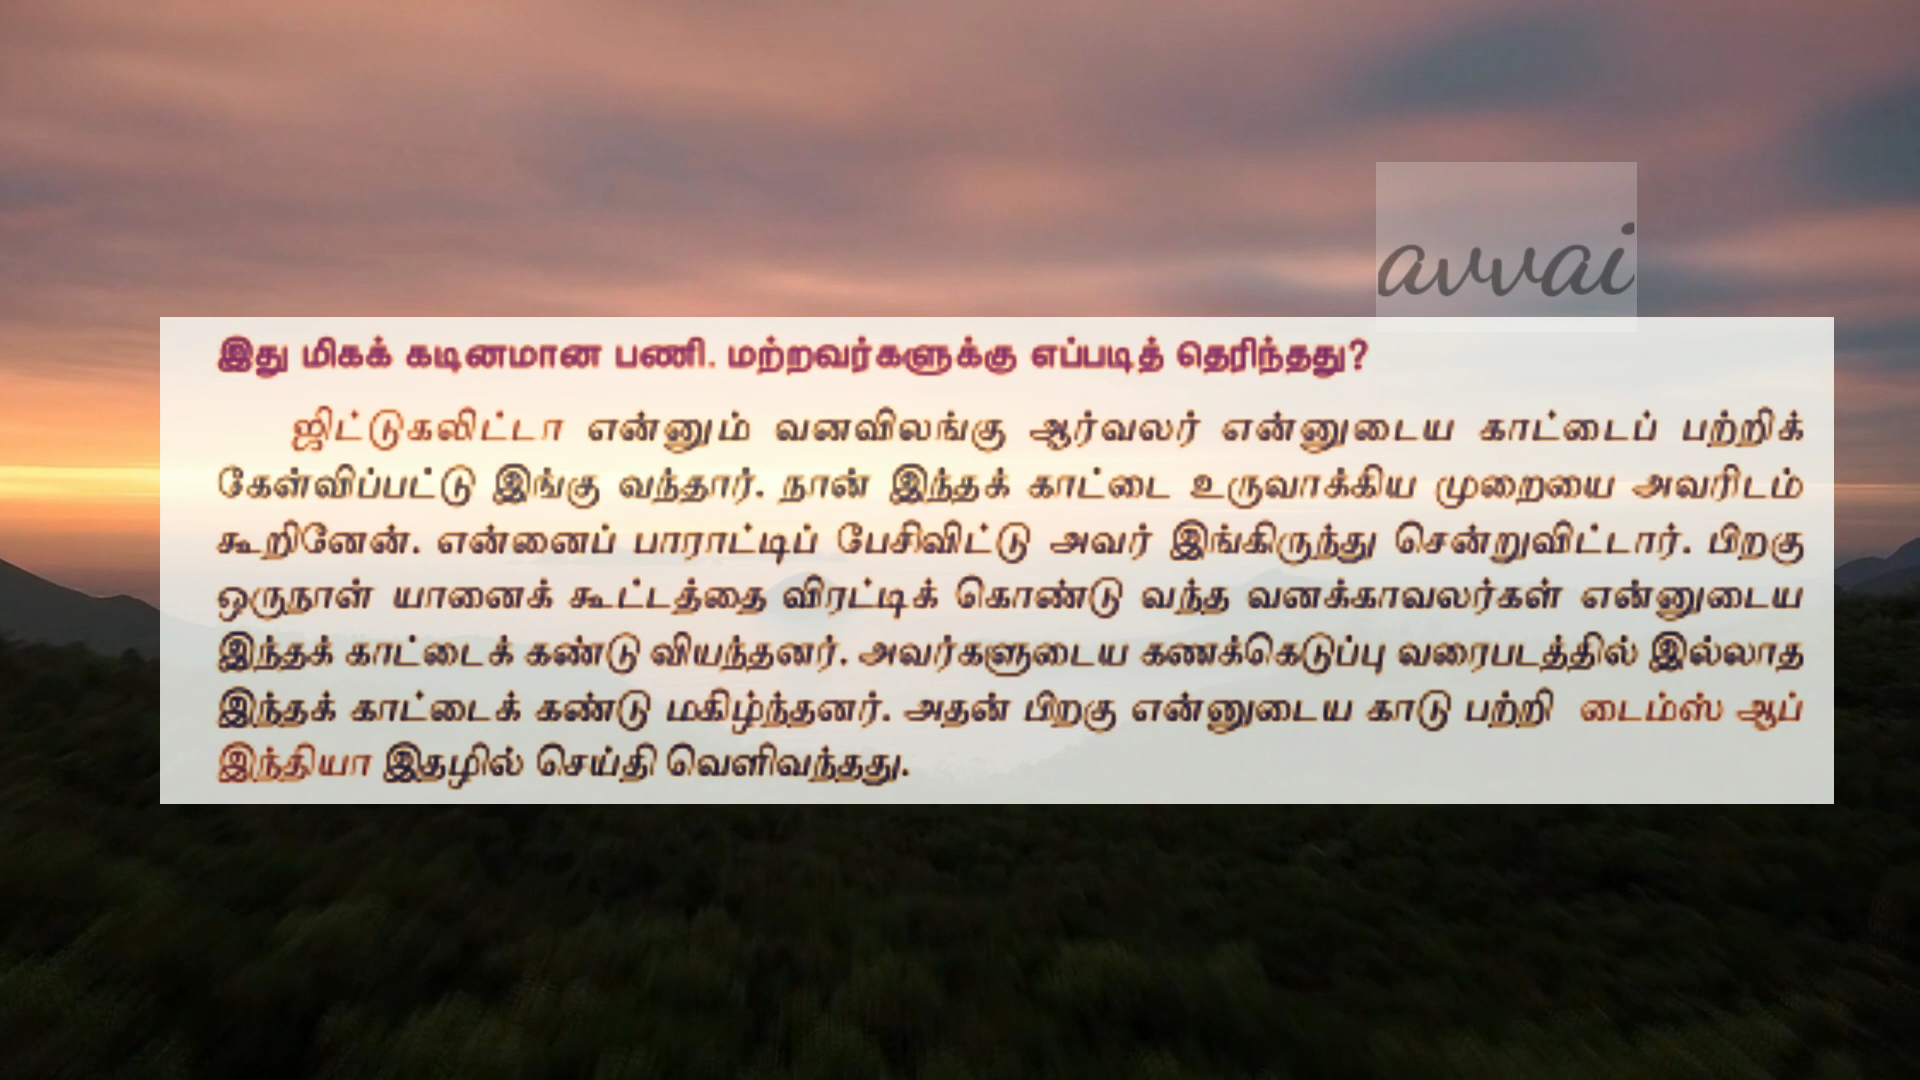 avvai
இது மிகக் கடினமான பணி. மற்றவர்களுக்கு எப்படித் தெரிந்தது?
ஜிட்டுகலிட்டா என்னும் வனவிலங்கு ஆர்வலர் என்னுடைய காட்டைப் பற்றிக்
கேள்விப்பட்டு இங்கு வந்தார். நான் இந்தக் காட்டை உருவாக்கிய முறையை அவரிடம்
கூறினேன். என்னைப் பாராட்டிப் பேசிவிட்டு அவர் இங்கிருந்து சென்றுவிட்டார். பிறகு
ஒருநாள் யானைக் கூட்டத்தை விரட்டிக் கொண்டு வந்த வனக்காவலர்கள் என்னுடைய
இந்தக் காட்டைக் கண்டு வியந்தனர். அவர்களுடைய கணக்கெடுப்பு வரைபடத்தில் இல்லாத
இந்தக் காட்டைக் கண்டு மகிழ்ந்தனர். அதன் பிறகு என்னுடைய காடு பற்றி டைம்ஸ் ஆப்
இந்தியா இதழில் செய்தி வெளிவந்தது.